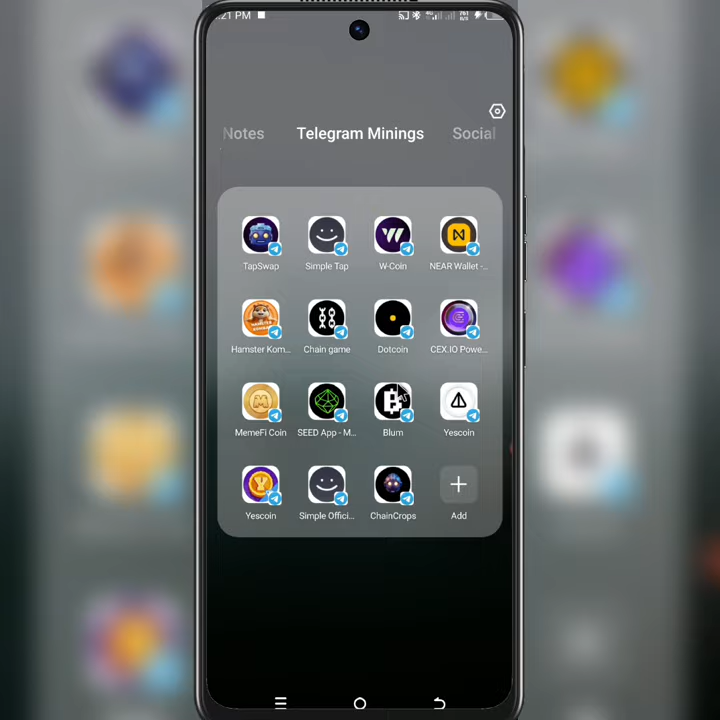 :21 PM
Notes
Telegram Minings
Social
TapSwap
Simple Tap
W-Coin
NEAR Wallet -...
Hamster Kom...
Chain game
Dotcoin
CEX.IO Powe...
MemeFi Coin
SEED App - M...
Blum
Yescoin
Yescoin
Simple Offici...
ChainCrops
Add